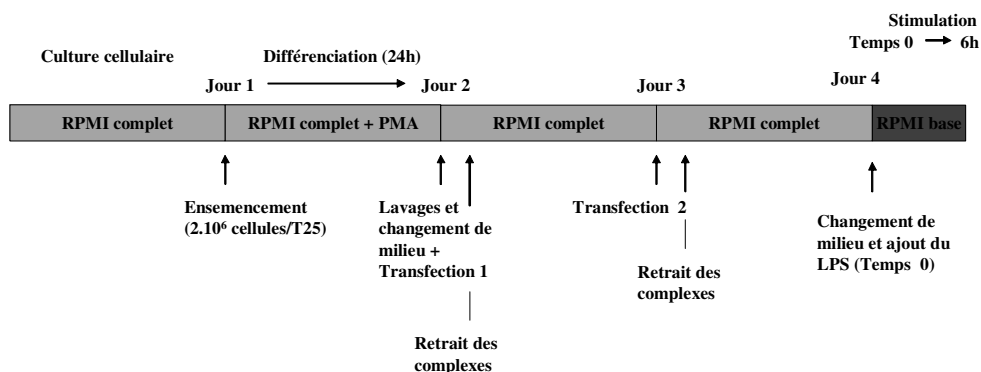 Stimulation
Temps 0 → 6h
Culture cellulaire
Différenciation (24h)
Jour 1
Jour 2
Jour 3
Jour 4
RPMI complet
RPMI complet + PMA
RPMI complet
RPMI complet
RPMI base
Ensemencement
(2.10⁶ cellules/T25)
Lavages et
changement de
milieu +
Transfection 1
Retrait des
complexes
Transfection 2
Retrait des
complexes
Changement de
milieu et ajout du
LPS (Temps 0)